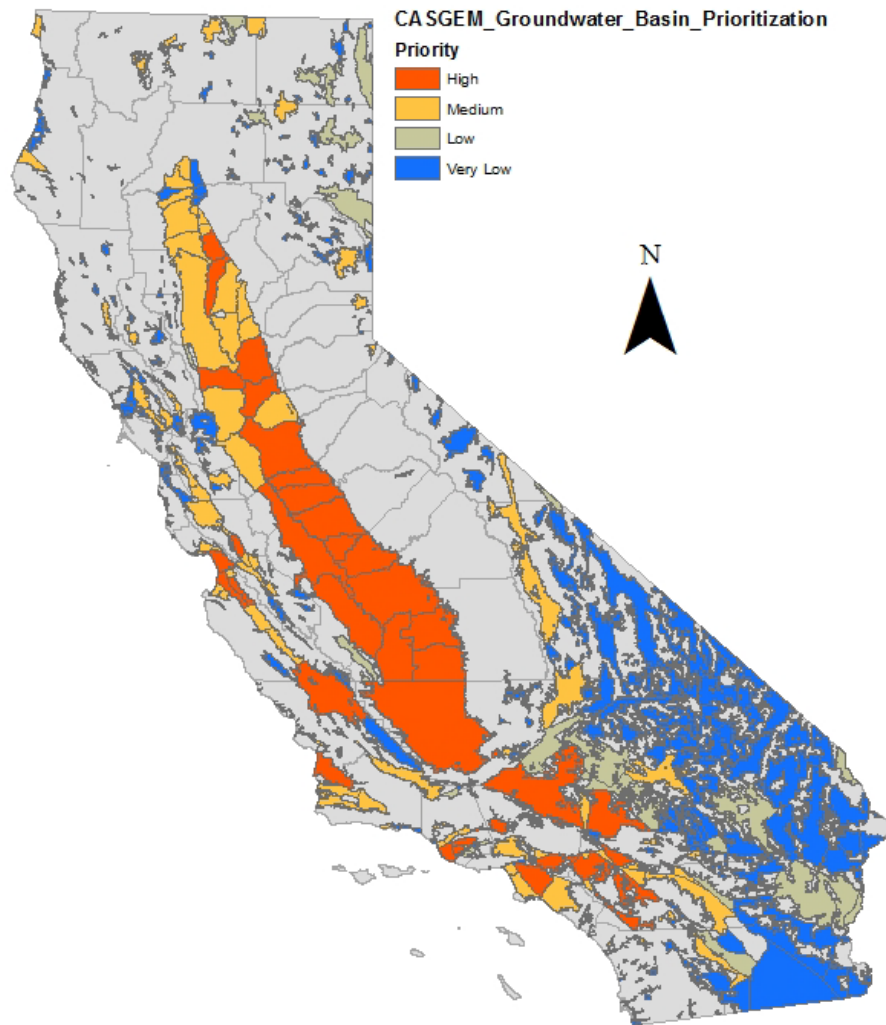 CASGEM_Groundwater_Basin_Prioritization
Priority
High
Medium
Low
Very Low
N